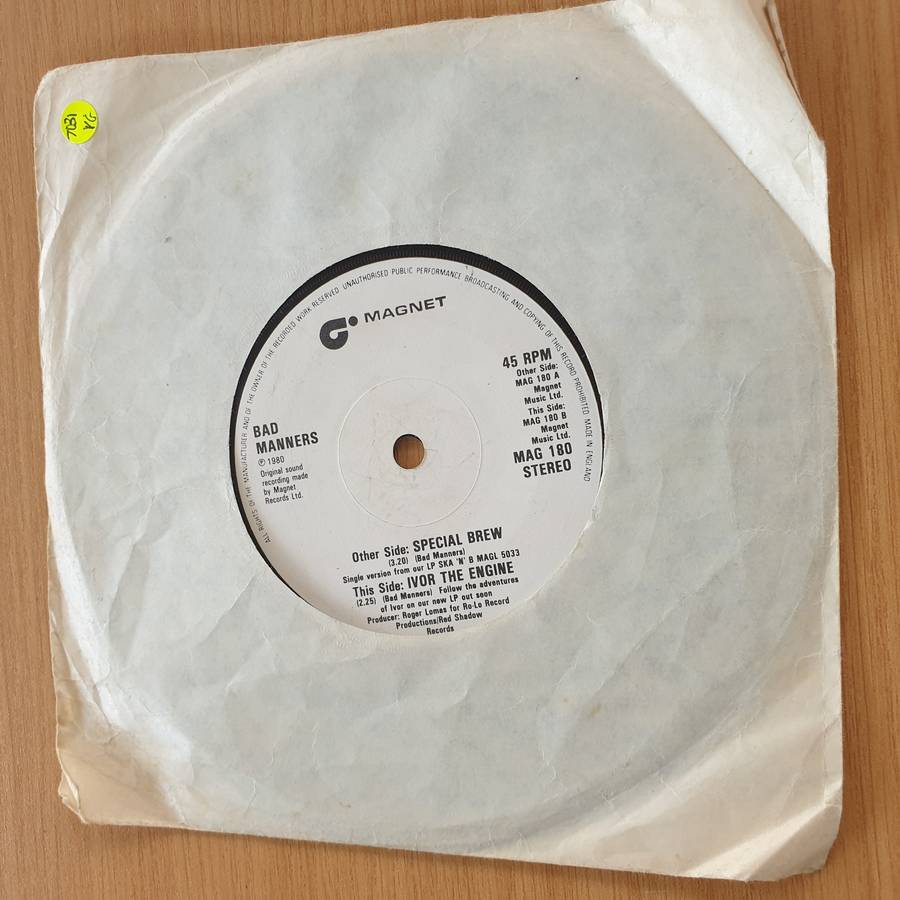 7031
VG
ALL RIGHTS OF THE MANUFACTURER AND OF THE OWNER OF THE RECORDED WORK RESERVED UNAUTHORISED PUBLIC PERFORMANCE BROADCASTING AND COPYING OF THIS RECORD PROHIBITED MADE IN ENGLAND
MAGNET
45 RPM
Other Side:
MAG 180 A
Magnet
Music Ltd.
This Side:
MAG 180 B
Magnet
Music Ltd.
MAG 180
STEREO
BAD
MANNERS
℗ 1980
Original sound
recording made
by Magnet
Records Ltd.
Other Side: SPECIAL BREW
(3.20) (Bad Manners)
Single version from our LP SKA 'N' B MAGL 5033
This Side: IVOR THE ENGINE
(2.25) (Bad Manners) Follow the adventures
of Ivor on our new LP out soon
Producer: Roger Lomas for Ro-Lo Record
Productions/Red Shadow
Records